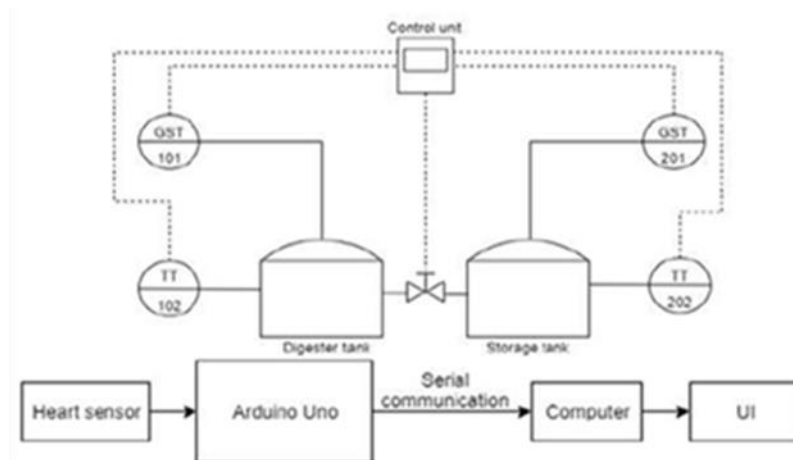 Control unit
GST
101
GST
201
TT
102
TT
202
Digester tank
Storage tank
Heart sensor
Arduino Uno
Serial
communication
Computer
UI